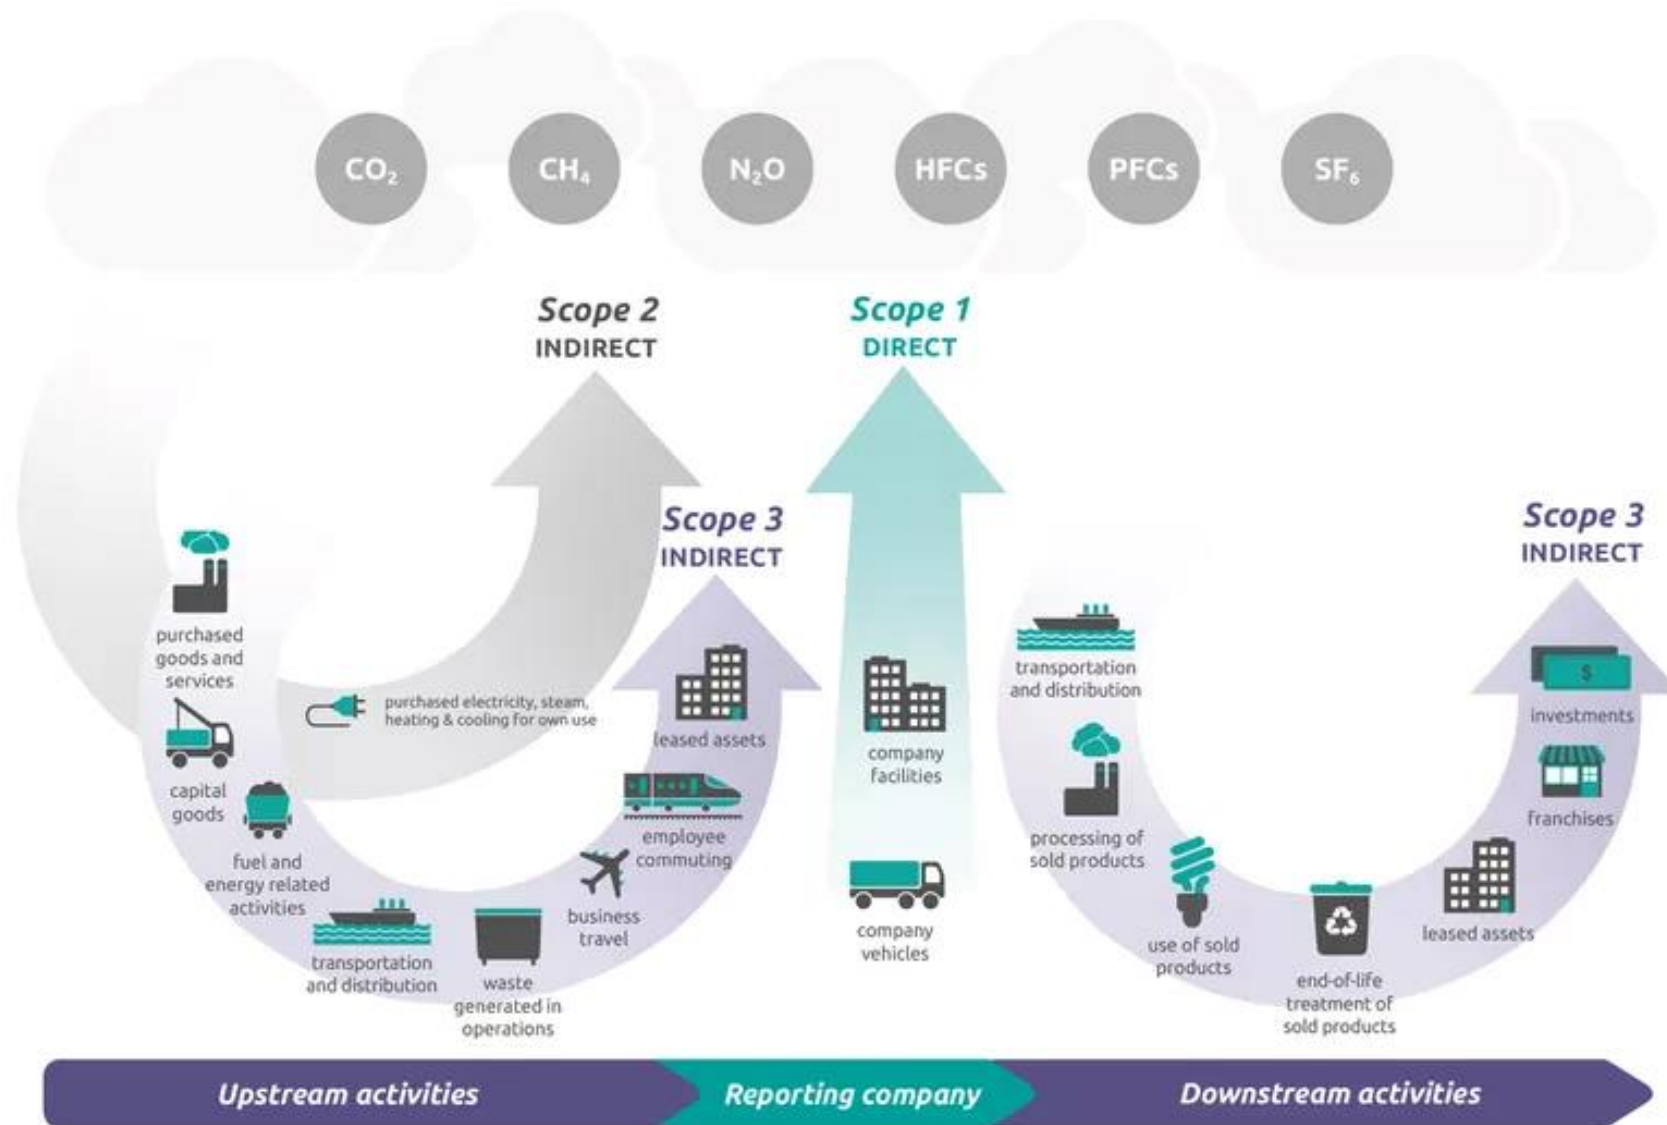 CO₂
CH₄
N₂O
HFCs
PFCs
SF₆
Scope 2
INDIRECT
Scope 1
DIRECT
Scope 3
INDIRECT
Scope 3
INDIRECT
purchased
goods and
services
capital
goods
fuel and
energy related
activities
transportation
and distribution
waste
generated in
operations
business
travel
employee
commuting
leased assets
purchased electricity, steam,
heating & cooling for own use
company
facilities
company
vehicles
transportation
and distribution
processing of
sold products
use of sold
products
end-of-life
treatment of
sold products
leased assets
franchises
investments
$
Upstream activities
Reporting company
Downstream activities